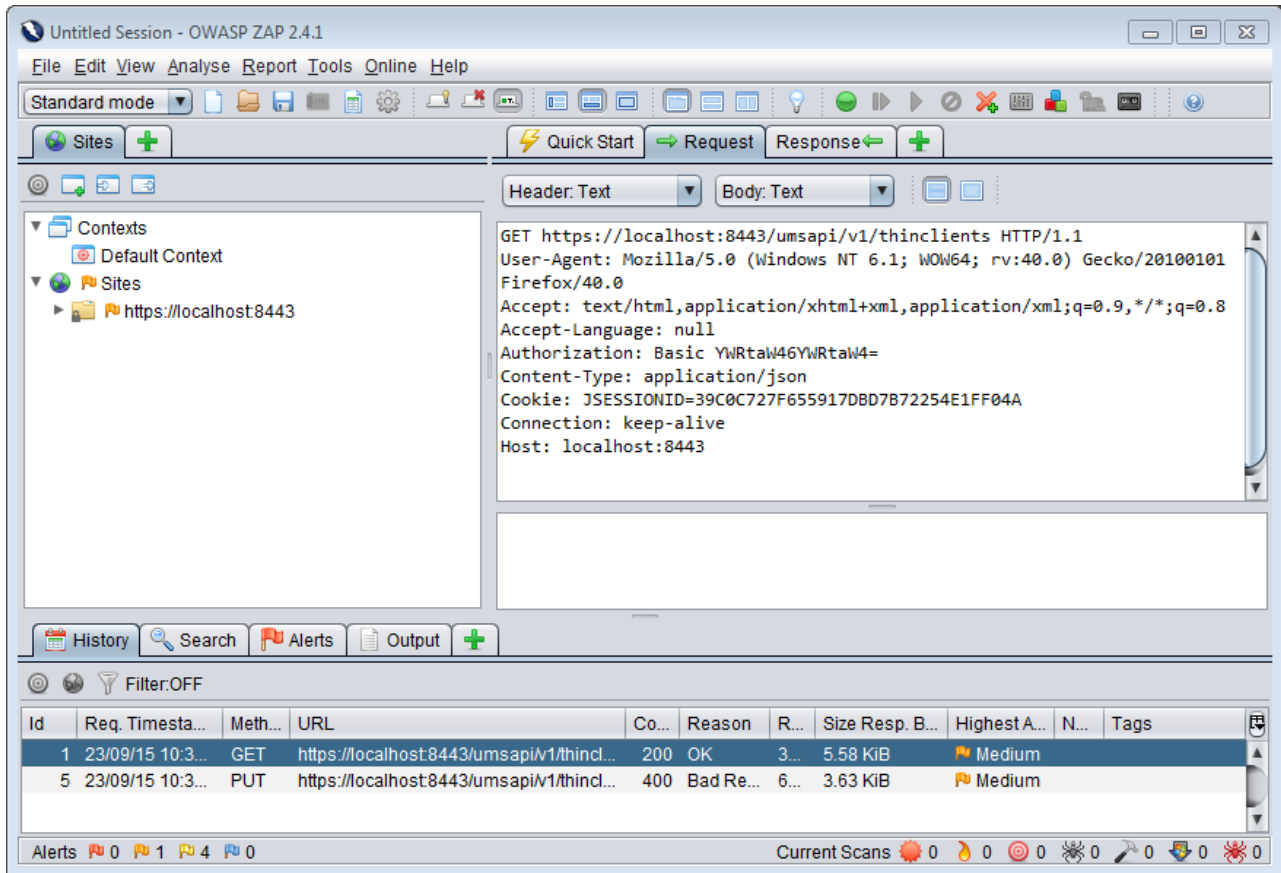 Untitled Session - OWASP ZAP 2.4.1
File Edit View Analyse Report Tools Online Help
Standard mode
Sites
Quick Start Request Response
Header: Text Body: Text
Contexts
Default Context
Sites
https://localhost:8443
GET https://localhost:8443/umsapi/v1/thinclients HTTP/1.1
User-Agent: Mozilla/5.0 (Windows NT 6.1; WOW64; rv:40.0) Gecko/20100101
Firefox/40.0
Accept: text/html,application/xhtml+xml,application/xml;q=0.9,*/*;q=0.8
Accept-Language: null
Authorization: Basic YWRtaW46YWRtaW4=
Content-Type: application/json
Cookie: JSESSIONID=39C0C727F655917DBD7B72254E1FF04A
Connection: keep-alive
Host: localhost:8443
History Search Alerts Output
Filter:OFF
Id Req. Timesta... Meth... URL Co... Reason R... Size Resp. B... Highest A... N... Tags
1 23/09/15 10:3... GET https://localhost:8443/umsapi/v1/thincl... 200 OK 3... 5.58 KiB Medium
5 23/09/15 10:3... PUT https://localhost:8443/umsapi/v1/thincl... 400 Bad Re... 6... 3.63 KiB Medium
Alerts 0 1 4 0 Current Scans 0 0 0 0 0 0 0